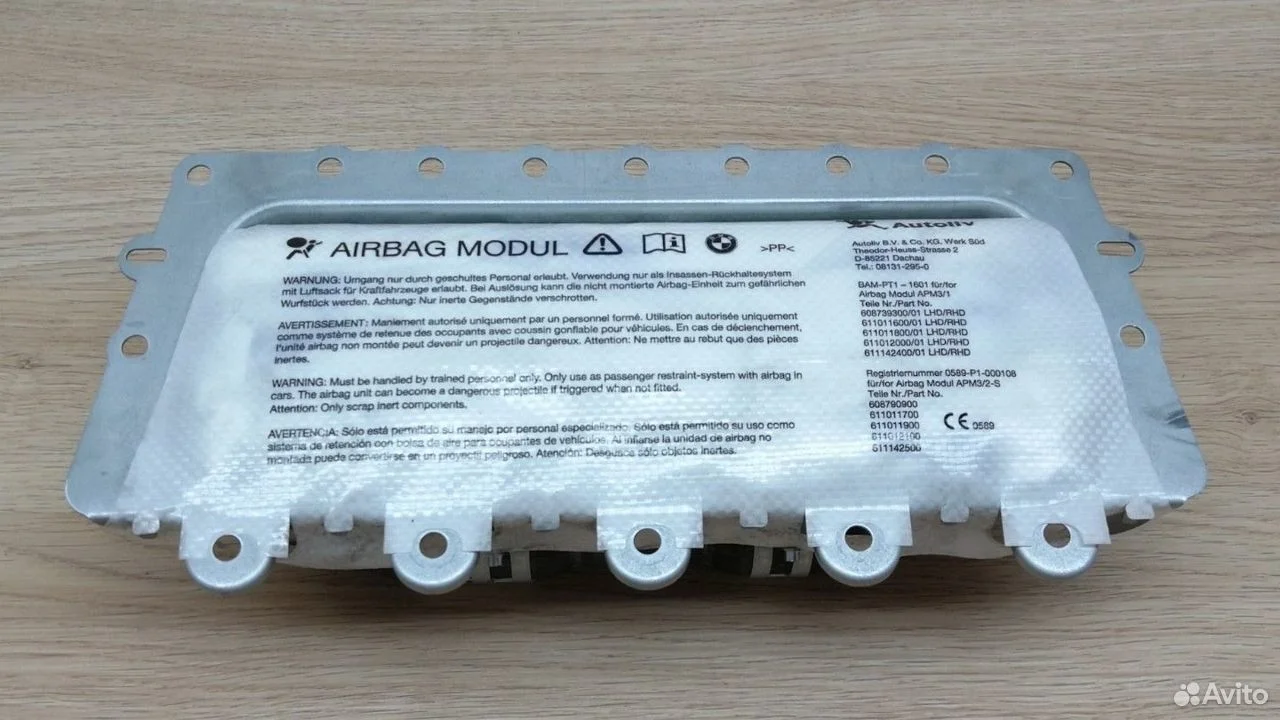 AIRBAG MODUL
>PP<
WARNUNG: Umgang nur durch geschultes Personal erlaubt. Verwendung nur als Insassen-Rückhaltesystem
mit Luftsack für Kraftfahrzeuge erlaubt. Bei Auslösung kann die nicht montierte Airbag-Einheit zum gefährlichen
Wurfstück werden. Achtung: Nur inerte Gegenstände verschrotten.
AVERTISSEMENT: Maniement autorisé uniquement par un personnel formé. Utilisation autorisée uniquement
comme système de retenue des occupants avec coussin gonflable pour véhicules. En cas de déclenchement,
l'unité airbag non montée peut devenir un projectile dangereux. Attention: Ne mettre au rebut que des pièces
inertes.
WARNING: Must be handled by trained personnel only. Only use as passenger restraint-system with airbag in
cars. The airbag unit can become a dangerous projectile if triggered when not fitted.
Attention: Only scrap inert components.
AVERTENCIA: Sólo está permitido su manejo por personal especializado. Sólo está permitido su uso como
sistema de retención con bolsa de aire para ocupantes de vehículos. Al inflarse la unidad de airbag no
montada puede convertirse en un proyectil peligroso. Atención: Desguace sólo objetos inertes.
Autoliv
Autoliv B.V. & Co. KG. Werk Süd
Theodor-Heuss-Strasse 2
D-85221 Dachau
Tel.: 08131-295-0
BAM-PT1 - 1601 für/for
Airbag Modul APM3/1
Teile Nr./Part No.
608739300/01 LHD/RHD
611011600/01 LHD/RHD
611011800/01 LHD/RHD
611012000/01 LHD/RHD
611142400/01 LHD/RHD
Registriernummer 0589-P1-000108
für/for Airbag Modul APM3/2-S
Teile Nr./Part No.
608790900
611011700
611011900
611012100
611142500
CE 0589
Avito